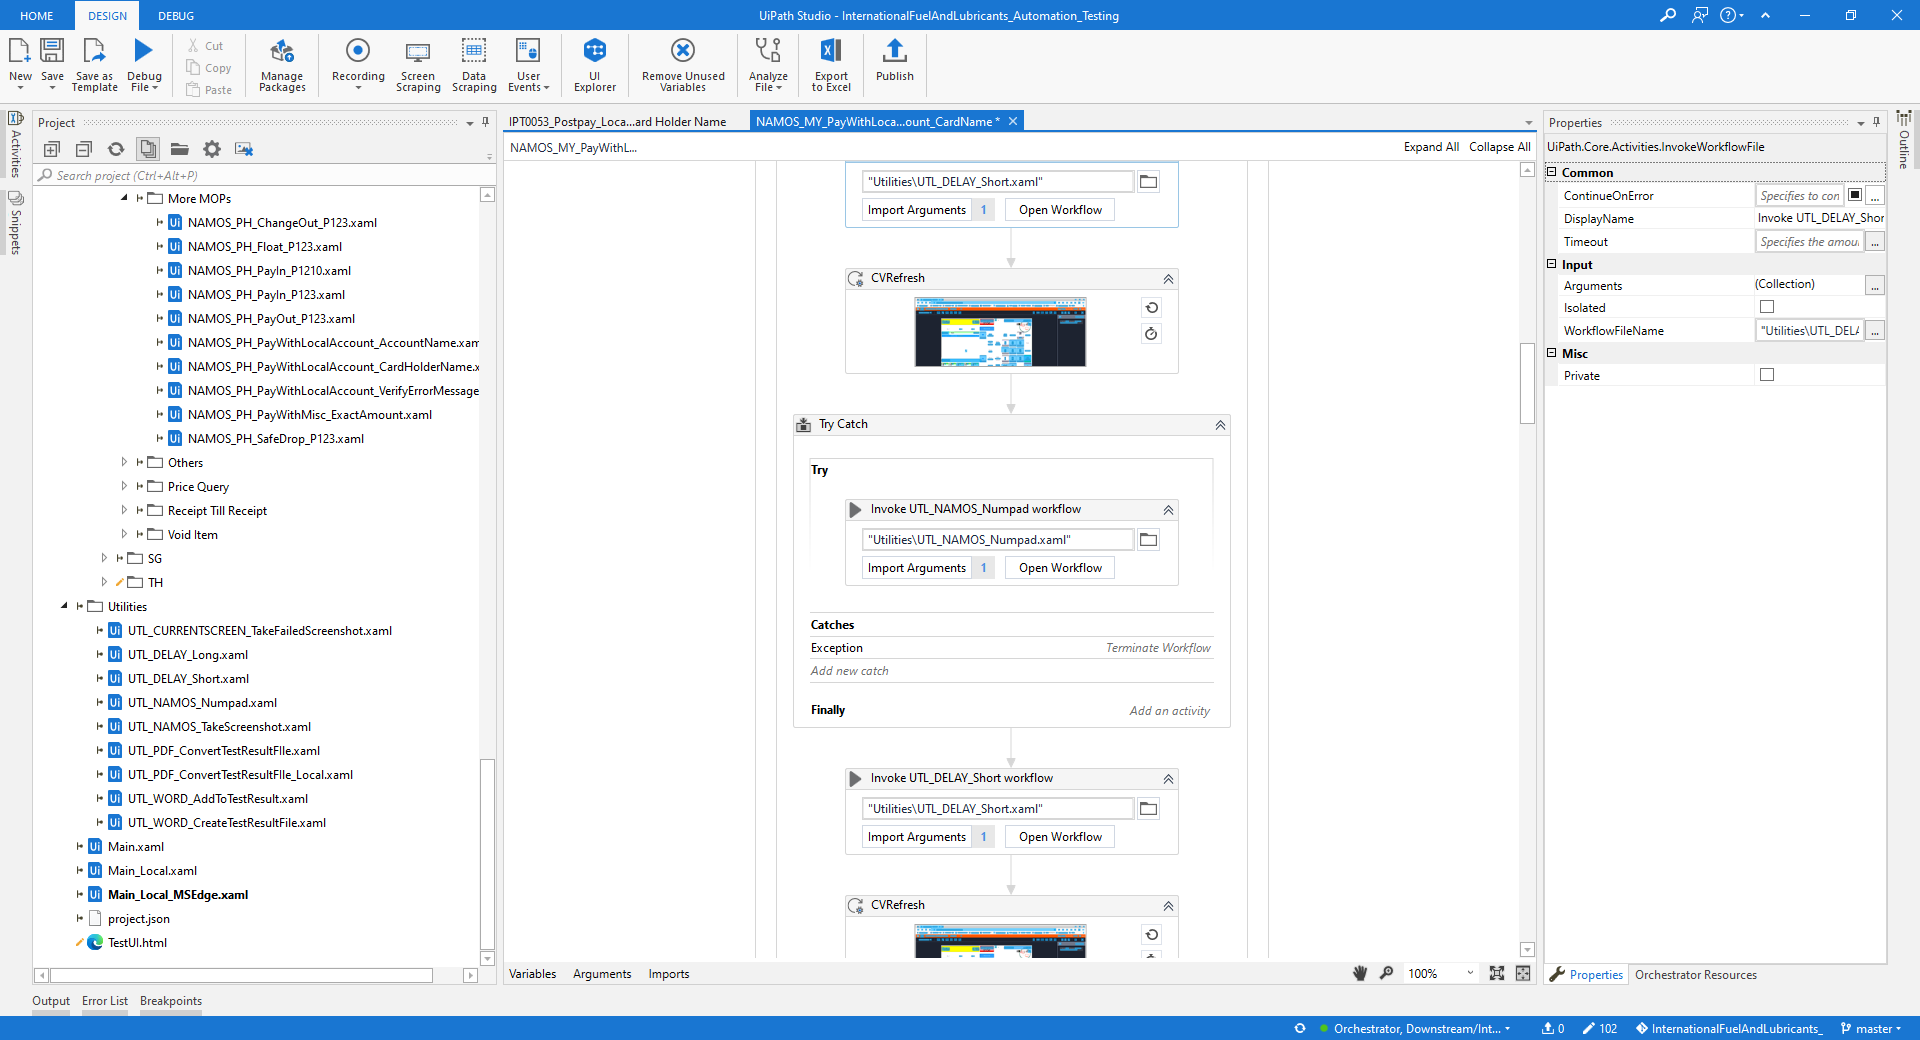 HOME DESIGN DEBUG UiPath Studio - InternationalFuelAndLubricants_Automation_Testing
New Save Save as Template Debug File Cut Copy Paste Manage Packages Recording Screen Scraping Data Scraping User Events UI Explorer Remove Unused Variables Analyze File Export to Excel Publish
Activities
Snippets
Project
Search project (Ctrl+Alt+P)
More MOPs
NAMOS_PH_ChangeOut_P123.xaml
NAMOS_PH_Float_P123.xaml
NAMOS_PH_PayIn_P1210.xaml
NAMOS_PH_PayIn_P123.xaml
NAMOS_PH_PayOut_P123.xaml
NAMOS_PH_PayWithLocalAccount_AccountName.xam
NAMOS_PH_PayWithLocalAccount_CardHolderName.x
NAMOS_PH_PayWithLocalAccount_VerifyErrorMessage
NAMOS_PH_PayWithMisc_ExactAmount.xaml
NAMOS_PH_SafeDrop_P123.xaml
Others
Price Query
Receipt Till Receipt
Void Item
SG
TH
Utilities
UTL_CURRENTSCREEN_TakeFailedScreenshot.xaml
UTL_DELAY_Long.xaml
UTL_DELAY_Short.xaml
UTL_NAMOS_Numpad.xaml
UTL_NAMOS_TakeScreenshot.xaml
UTL_PDF_ConvertTestResultFIle.xaml
UTL_PDF_ConvertTestResultFIle_Local.xaml
UTL_WORD_AddToTestResult.xaml
UTL_WORD_CreateTestResultFile.xaml
Main.xaml
Main_Local.xaml
Main_Local_MSEdge.xaml
project.json
TestUI.html
IPT0053_Postpay_Loca...ard Holder Name NAMOS_MY_PayWithLoca...ount_CardName *
NAMOS_MY_PayWithL... Expand All Collapse All
"Utilities\UTL_DELAY_Short.xaml"
Import Arguments 1 Open Workflow
CVRefresh
Try Catch
Try
Invoke UTL_NAMOS_Numpad workflow
"Utilities\UTL_NAMOS_Numpad.xaml"
Import Arguments 1 Open Workflow
Catches
Exception Terminate Workflow
Add new catch
Finally Add an activity
Invoke UTL_DELAY_Short workflow
"Utilities\UTL_DELAY_Short.xaml"
Import Arguments 1 Open Workflow
CVRefresh
Variables Arguments Imports 100%
Properties
UiPath.Core.Activities.InvokeWorkflowFile
Common
ContinueOnError Specifies to con ...
DisplayName Invoke UTL_DELAY_Shor
Timeout Specifies the amou ...
Input
Arguments (Collection) ...
Isolated
WorkflowFileName "Utilities\UTL_DELA ...
Misc
Private
Properties Orchestrator Resources
Outline
Output Error List Breakpoints
Orchestrator, Downstream/Int... 0 102 InternationalFuelAndLubricants_ master